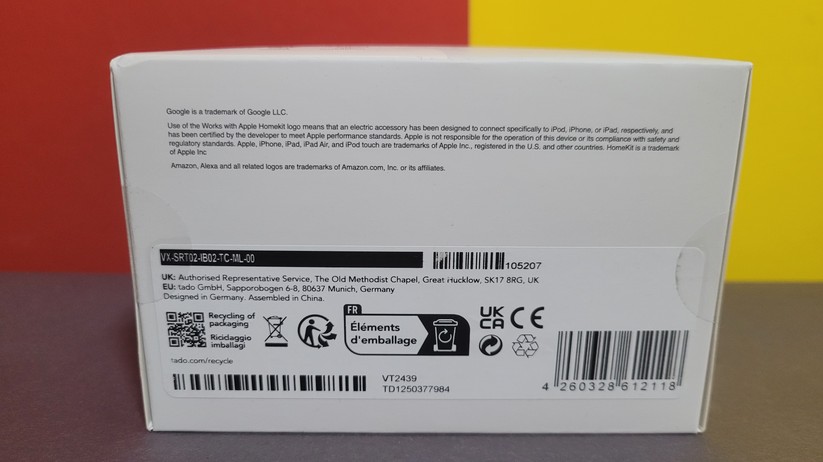 Google is a trademark of Google LLC.
Use of the Works with Apple Homekit logo means that an electric accessory has been designed to connect specifically to iPod, iPhone, or iPad, respectively, and
has been certified by the developer to meet Apple performance standards. Apple is not responsible for the operation of this device or its compliance with safety and
regulatory standards. Apple, iPhone, iPad, iPad Air, and iPod touch are trademarks of Apple Inc., registered in the U.S. and other countries. HomeKit is a trademark
of Apple Inc
Amazon, Alexa and all related logos are trademarks of Amazon.com, Inc. or its affiliates.
VX-SRT02-IB02-TC-ML-00
105207
UK: Authorised Representative Service, The Old Methodist Chapel, Great Hucklow, SK17 8RG, UK
EU: tado GmbH, Sapporobogen 6-8, 80637 Munich, Germany
Designed in Germany. Assembled in China.
Recycling of
packaging
Riciclaggio
imballagi
tado.com/recycle
FR
Éléments
d'emballage
UK
CA
CE
VT2439
TD1250377984
4 260328 612118